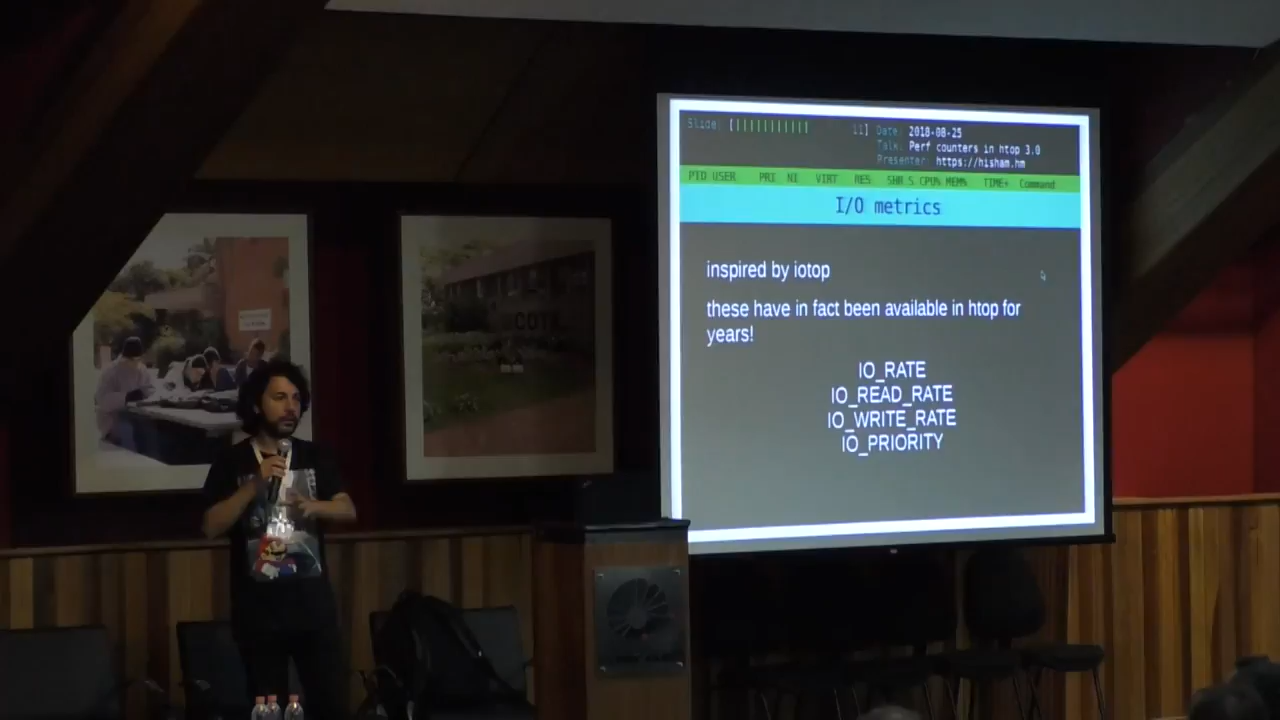 Slide: [||||||||||| 11]
Date: 2018-08-25
Talk: Perf counters in htop 3.0
Presenter: https://hisham.hm
PID USER PRI NI VIRT RES SHR S CPU% MEM% TIME+ Command
I/O metrics
inspired by iotop
these have in fact been available in htop for
years!
IO_RATE
IO_READ_RATE
IO_WRITE_RATE
IO_PRIORITY